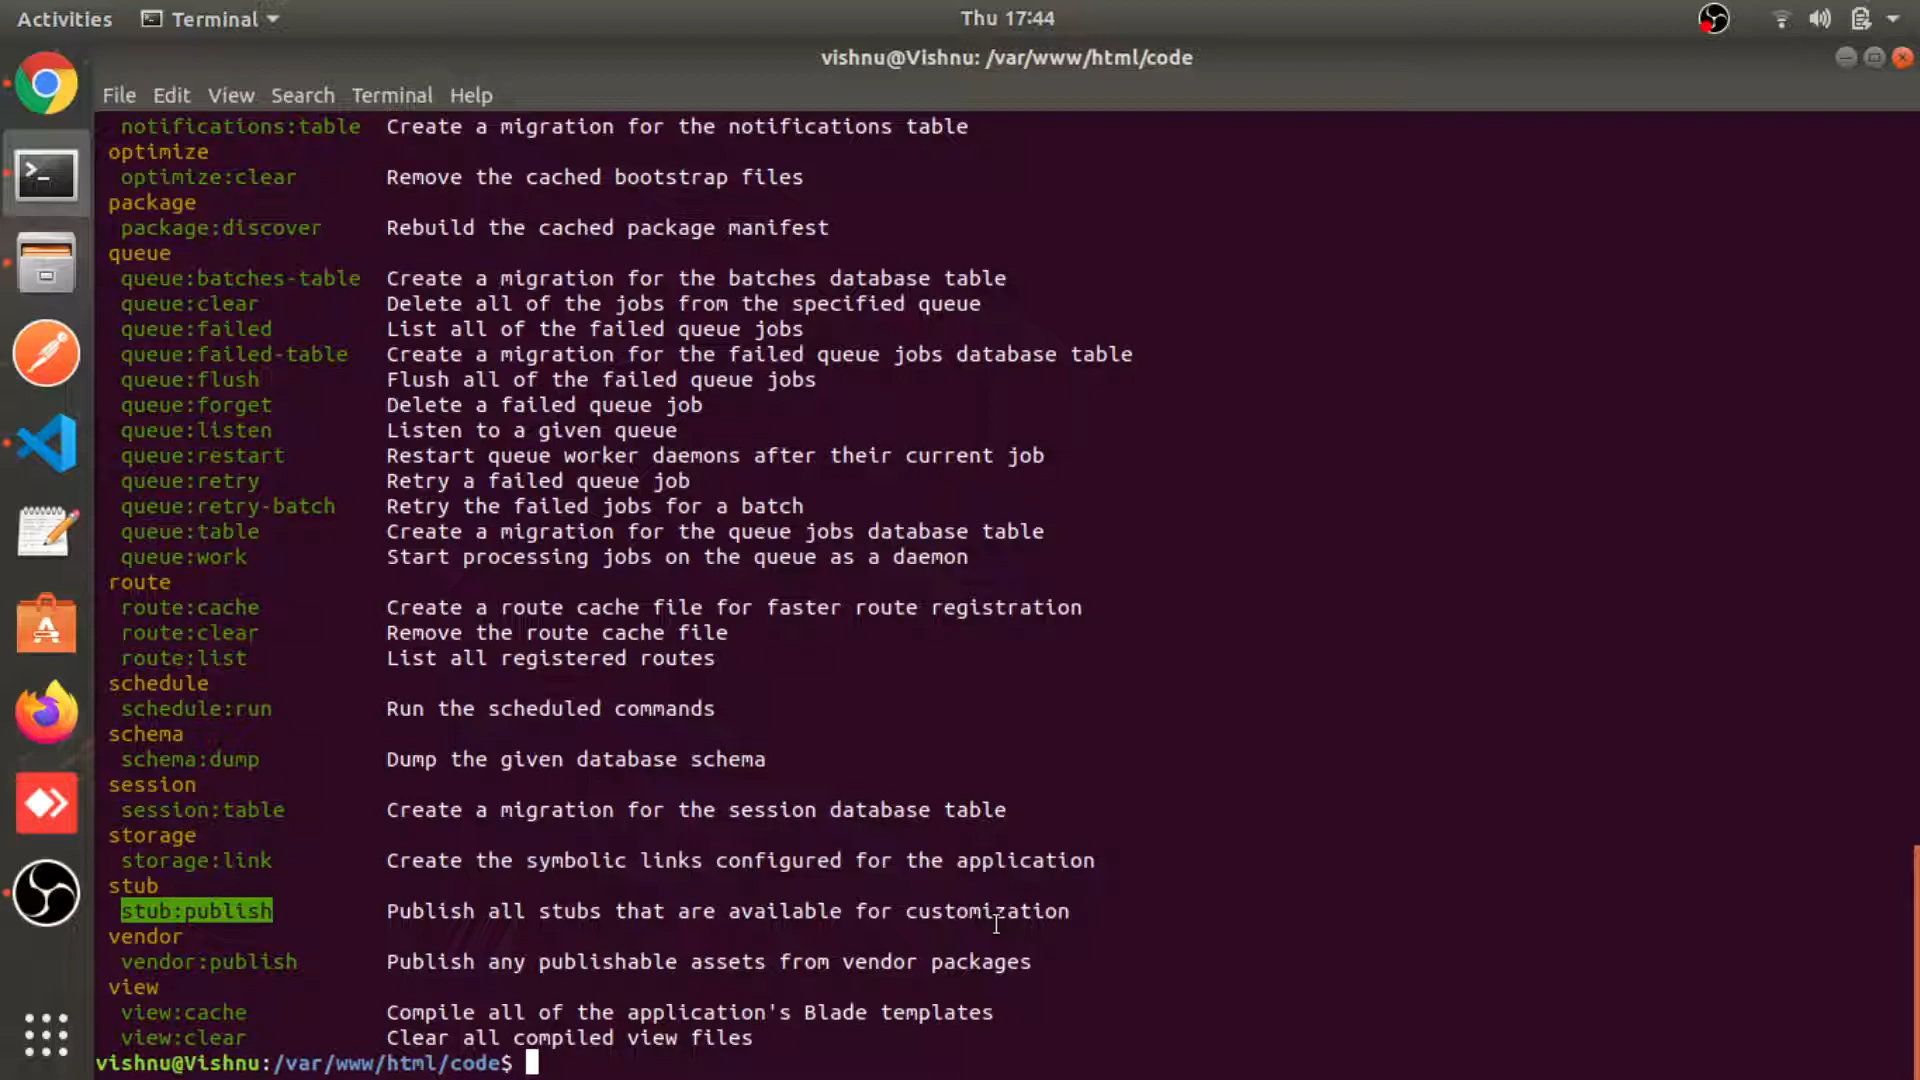 Activities Terminal Thu 17:44
vishnu@Vishnu: /var/www/html/code
File Edit View Search Terminal Help
notifications:table Create a migration for the notifications table
optimize
optimize:clear Remove the cached bootstrap files
package
package:discover Rebuild the cached package manifest
queue
queue:batches-table Create a migration for the batches database table
queue:clear Delete all of the jobs from the specified queue
queue:failed List all of the failed queue jobs
queue:failed-table Create a migration for the failed queue jobs database table
queue:flush Flush all of the failed queue jobs
queue:forget Delete a failed queue job
queue:listen Listen to a given queue
queue:restart Restart queue worker daemons after their current job
queue:retry Retry a failed queue job
queue:retry-batch Retry the failed jobs for a batch
queue:table Create a migration for the queue jobs database table
queue:work Start processing jobs on the queue as a daemon
route
route:cache Create a route cache file for faster route registration
route:clear Remove the route cache file
route:list List all registered routes
schedule
schedule:run Run the scheduled commands
schema
schema:dump Dump the given database schema
session
session:table Create a migration for the session database table
storage
storage:link Create the symbolic links configured for the application
stub
stub:publish Publish all stubs that are available for customization
vendor
vendor:publish Publish any publishable assets from vendor packages
view
view:cache Compile all of the application's Blade templates
view:clear Clear all compiled view files
vishnu@Vishnu:/var/www/html/code$